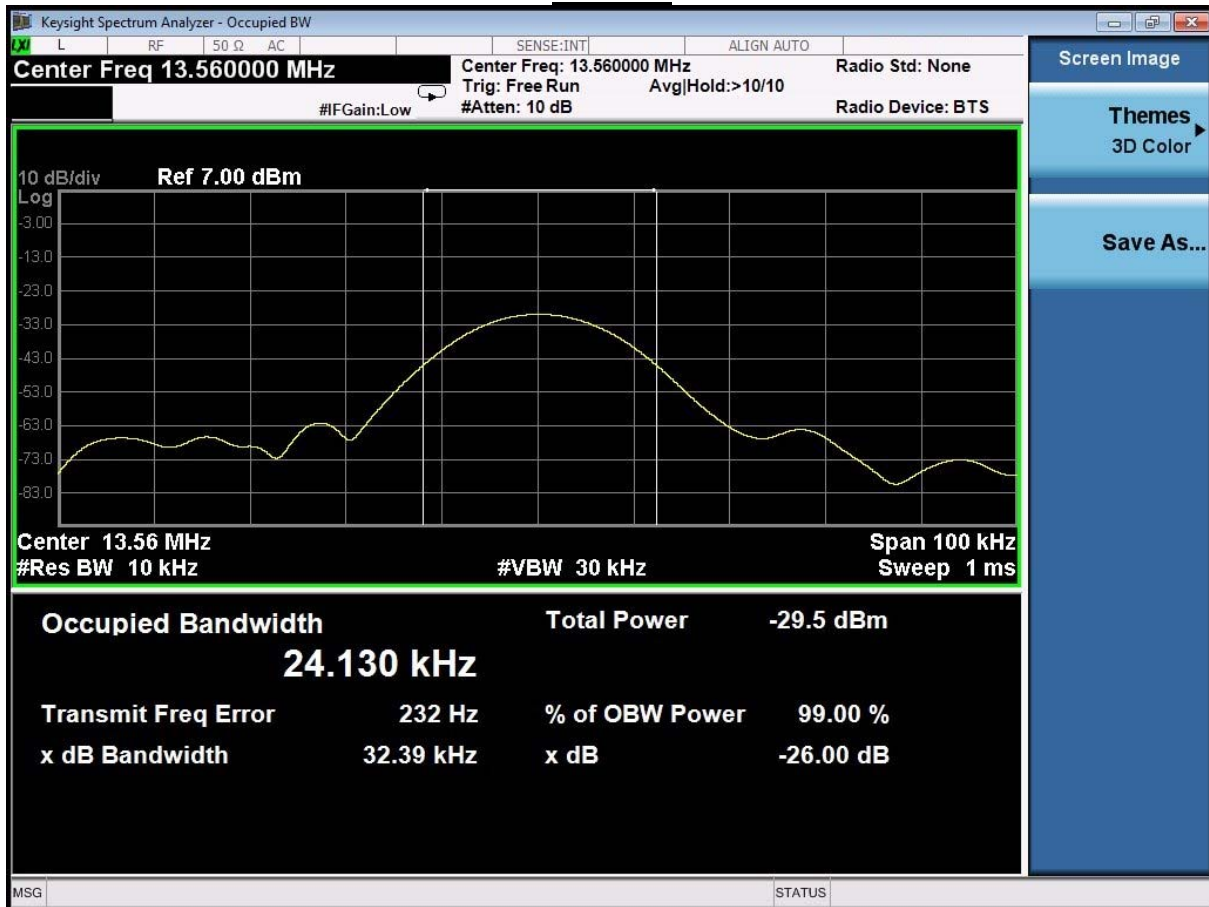 Keysight Spectrum Analyzer - Occupied BW
LXI L RF 50 Ω AC SENSE:INT ALIGN AUTO
Center Freq 13.560000 MHz
Center Freq: 13.560000 MHz
Radio Std: None
Trig: Free Run Avg|Hold:>10/10
#IFGain:Low
#Atten: 10 dB
Radio Device: BTS
10 dB/div Ref 7.00 dBm
Log
-3.00
-13.0
-23.0
-33.0
-43.0
-53.0
-63.0
-73.0
-83.0
Center 13.56 MHz
Span 100 kHz
#Res BW 10 kHz
#VBW 30 kHz
Sweep 1 ms
Occupied Bandwidth
24.130 kHz
Total Power -29.5 dBm
Transmit Freq Error 232 Hz
% of OBW Power 99.00 %
x dB Bandwidth 32.39 kHz
x dB -26.00 dB
MSG
STATUS
Screen Image
Themes
3D Color
Save As...